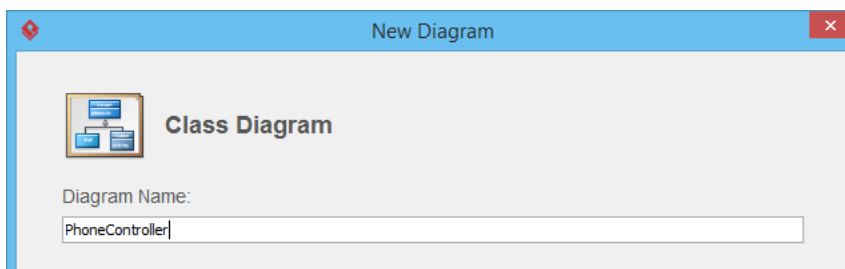 New Diagram
Class Diagram
Diagram Name:
PhoneController